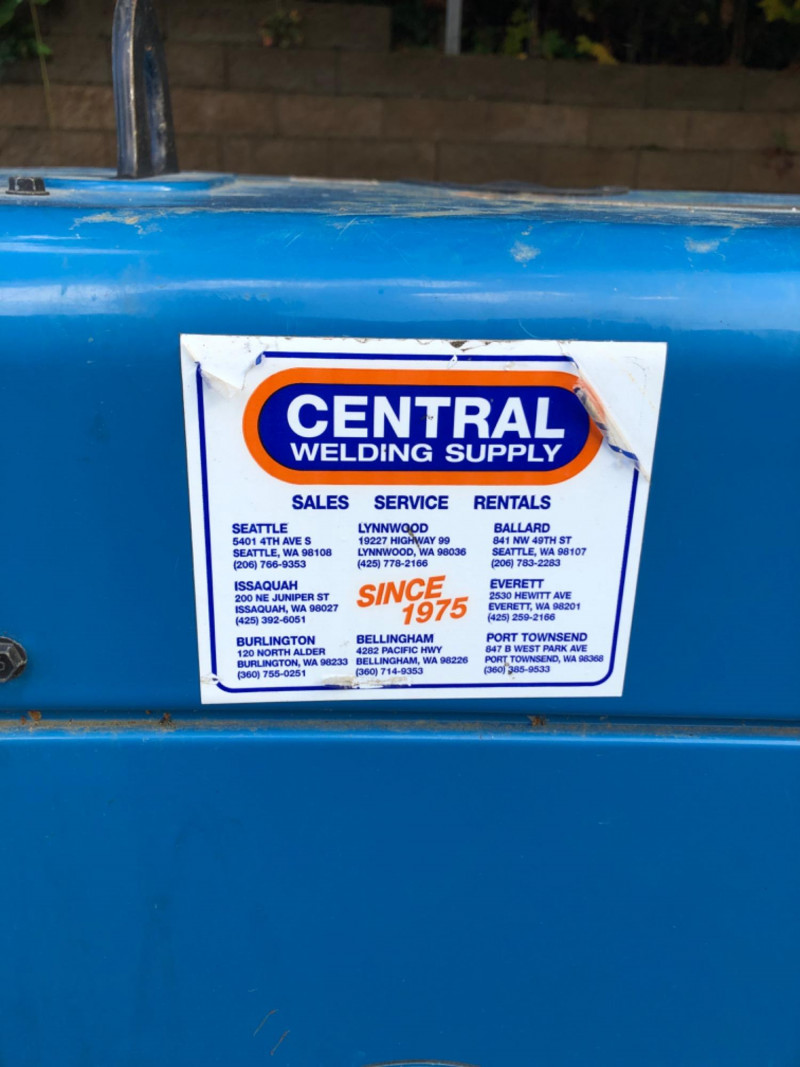 CENTRAL
WELDING SUPPLY
SALES SERVICE RENTALS
SEATTLE
5401 4TH AVE S
SEATTLE, WA 98108
(206) 766-9353
LYNNWOOD
19227 HIGHWAY 99
LYNNWOOD, WA 98036
(425) 778-2166
BALLARD
841 NW 49TH ST
SEATTLE, WA 98107
(206) 783-2283
ISSAQUAH
200 NE JUNIPER ST
ISSAQUAH, WA 98027
(425) 392-6051
SINCE
1975
EVERETT
2530 HEWITT AVE
EVERETT, WA 98201
(425) 259-2166
BURLINGTON
120 NORTH ALDER
BURLINGTON, WA 98233
(360) 755-0251
BELLINGHAM
4282 PACIFIC HWY
BELLINGHAM, WA 98226
(360) 714-9353
PORT TOWNSEND
847 B WEST PARK AVE
PORT TOWNSEND, WA 98368
(360) 385-9533